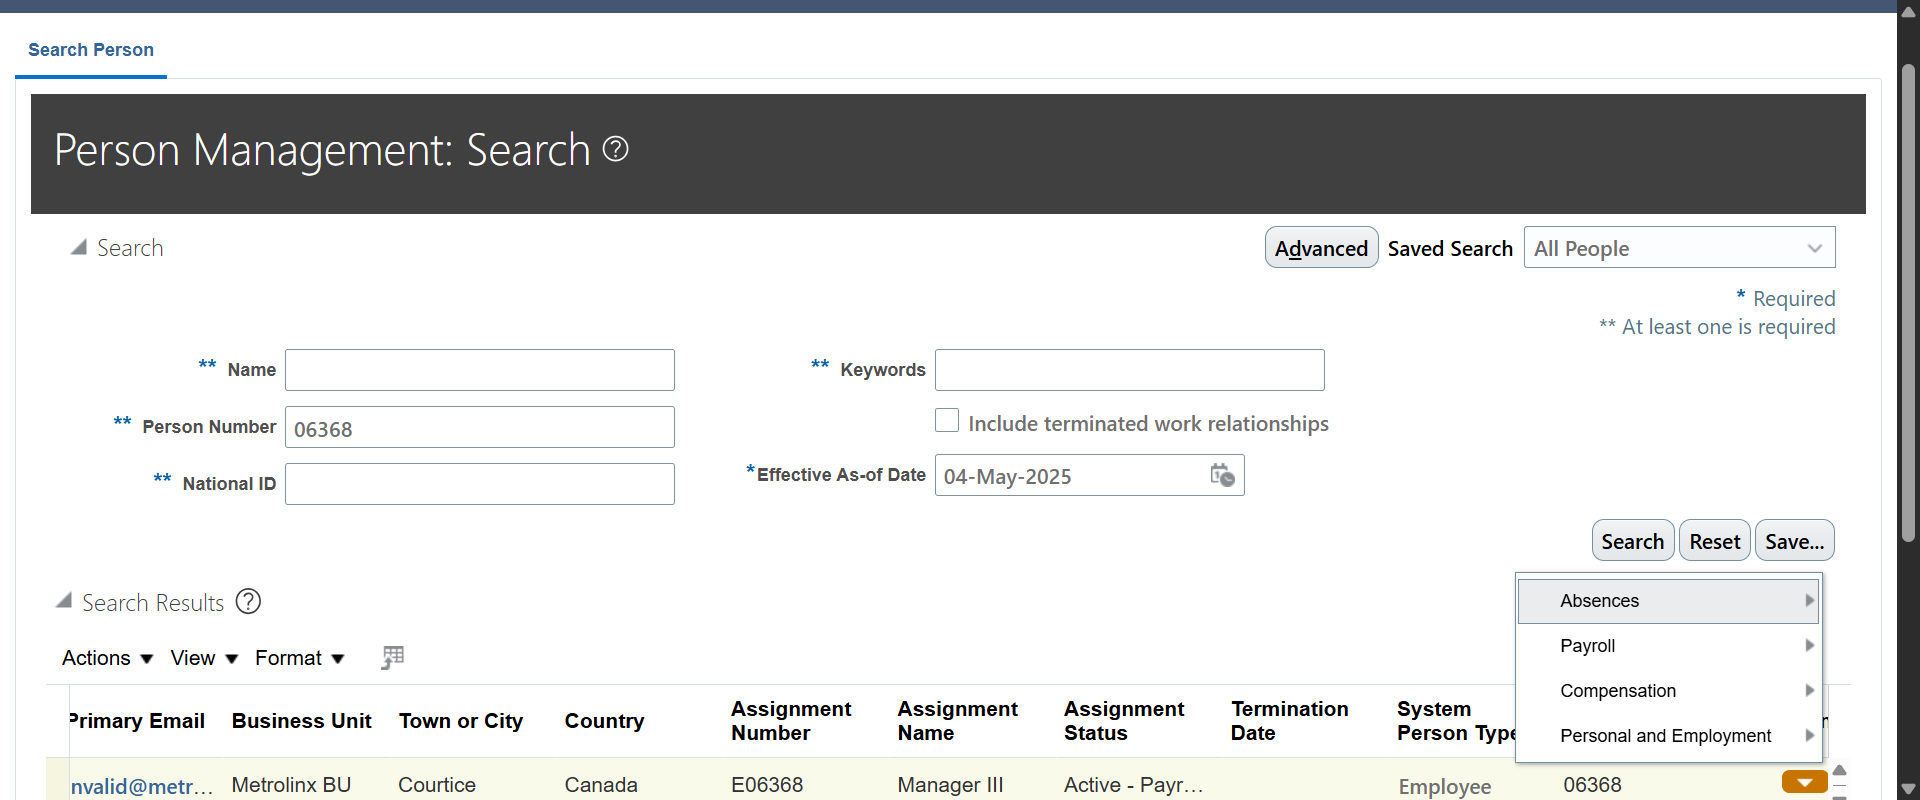 Search Person
Person Management: Search
Search
Advanced Saved Search All People
* Required
** At least one is required
** Name
** Keywords
** Person Number 06368
Include terminated work relationships
** National ID
*Effective As-of Date 04-May-2025
Search Reset Save...
Search Results
Absences
Payroll
Compensation
Personal and Employment
Actions View Format
Primary Email Business Unit Town or City Country Assignment Number Assignment Name Assignment Status Termination Date System Person Type
nvalid@metr... Metrolinx BU Courtice Canada E06368 Manager III Active - Payr... Employee 06368